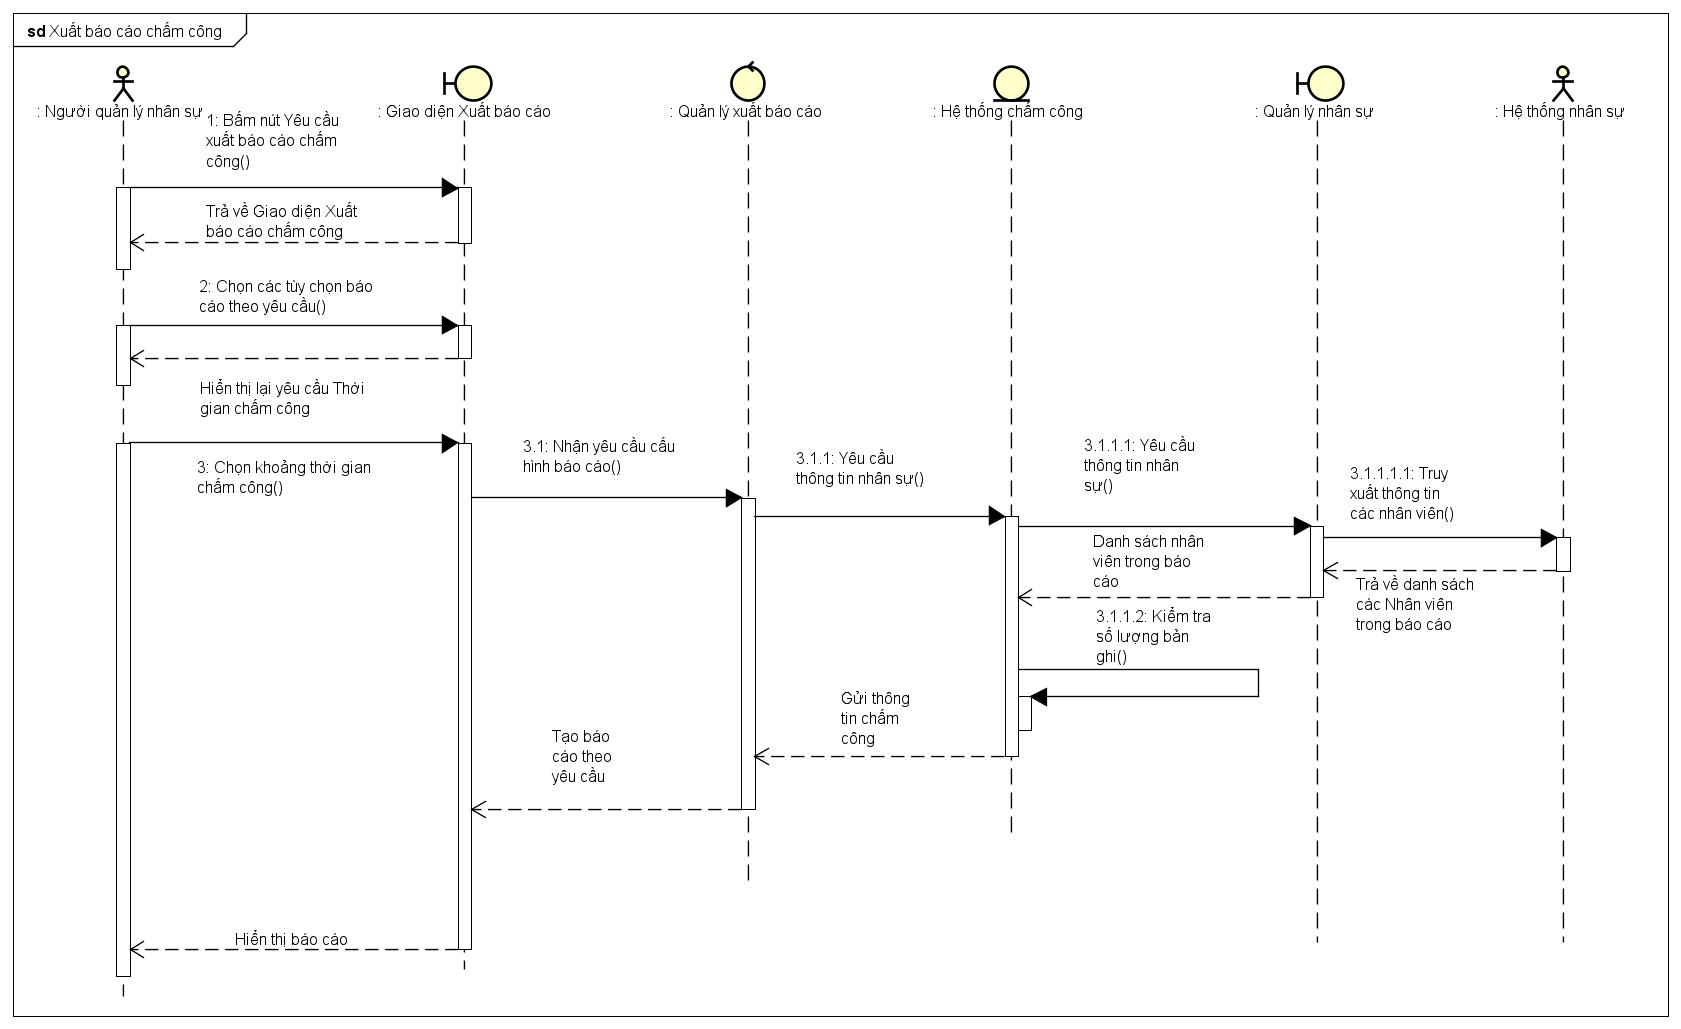 sd Xuất báo cáo chấm công
: Người quản lý nhân sự
: Giao diện Xuất báo cáo
: Quản lý xuất báo cáo
: Hệ thống chấm công
: Quản lý nhân sự
: Hệ thống nhân sự
1: Bấm nút Yêu cầu
xuất báo cáo chấm
công()
Trả về Giao diện Xuất
báo cáo chấm công
2: Chọn các tùy chọn báo
cáo theo yêu cầu()
Hiển thị lại yêu cầu Thời
gian chấm công
3: Chọn khoảng thời gian
chấm công()
3.1: Nhận yêu cầu cấu
hình báo cáo()
3.1.1: Yêu cầu
thông tin nhân sự()
3.1.1.1: Yêu cầu
thông tin nhân
sự()
3.1.1.1.1: Truy
xuất thông tin
các nhân viên()
Danh sách nhân
viên trong báo
cáo
Trả về danh sách
các Nhân viên
trong báo cáo
3.1.1.2: Kiểm tra
số lượng bản
ghi()
Gửi thông
tin chấm
công
Tạo báo
cáo theo
yêu cầu
Hiển thị báo cáo